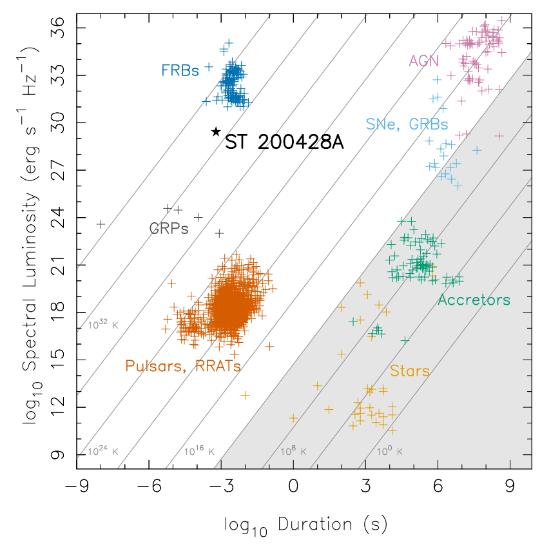 36
33
30
27
24
21
18
15
12
9
log10 Spectral Luminosity (erg s−1 Hz−1)
FRBs
AGN
SNe, GRBs
ST 200428A
GRPs
Accretors
10^32 K
Pulsars, RRATs
Stars
10^24 K
10^16 K
10^8 K
10^0 K
−9
−6
−3
0
3
6
9
log10 Duration (s)